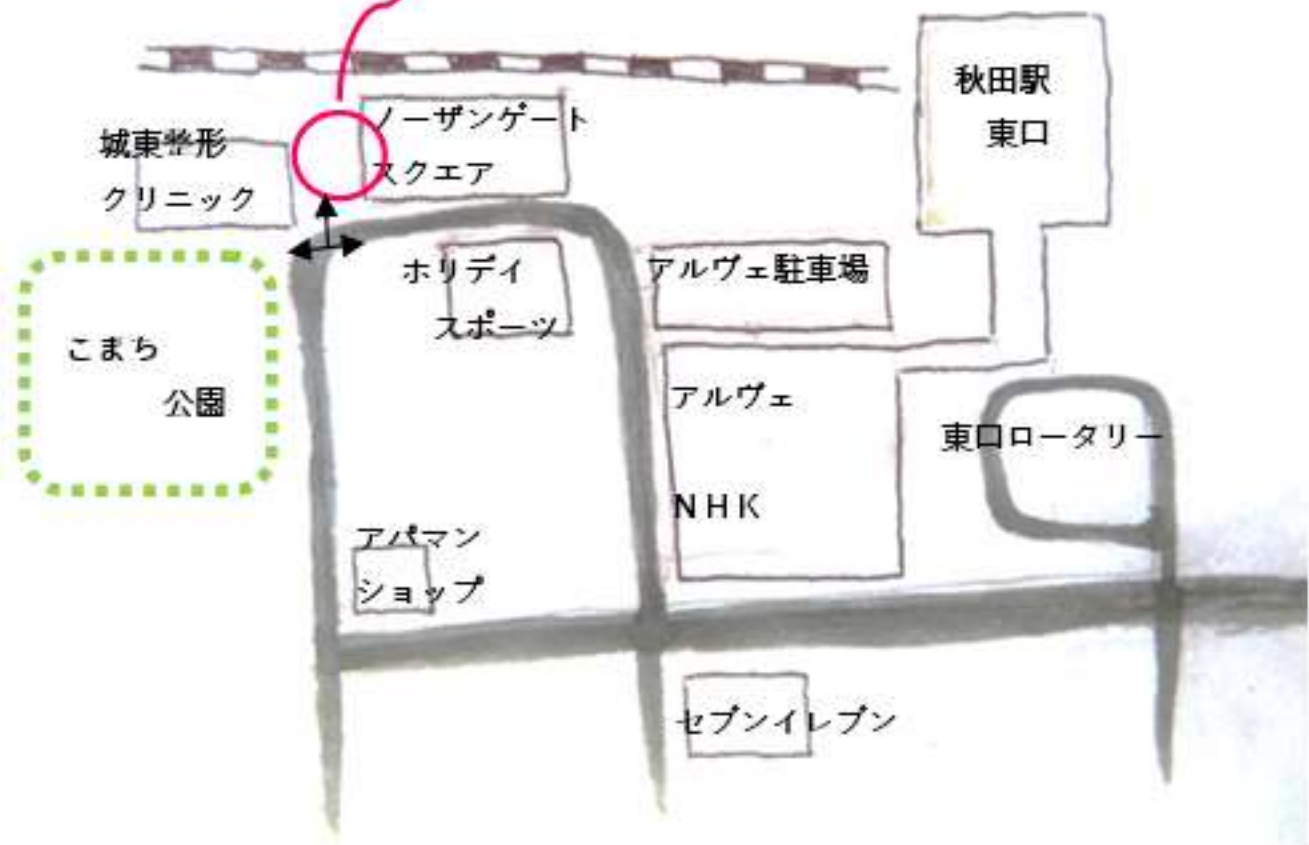 秋田駅
東口
ノーザンゲート
スクエア
城東整形
クリニック
ホリデイ
スポーツ
アルヴェ駐車場
こまち
公園
アルヴェ
東口ロータリー
NHK
アパマン
ショップ
セブンイレブン